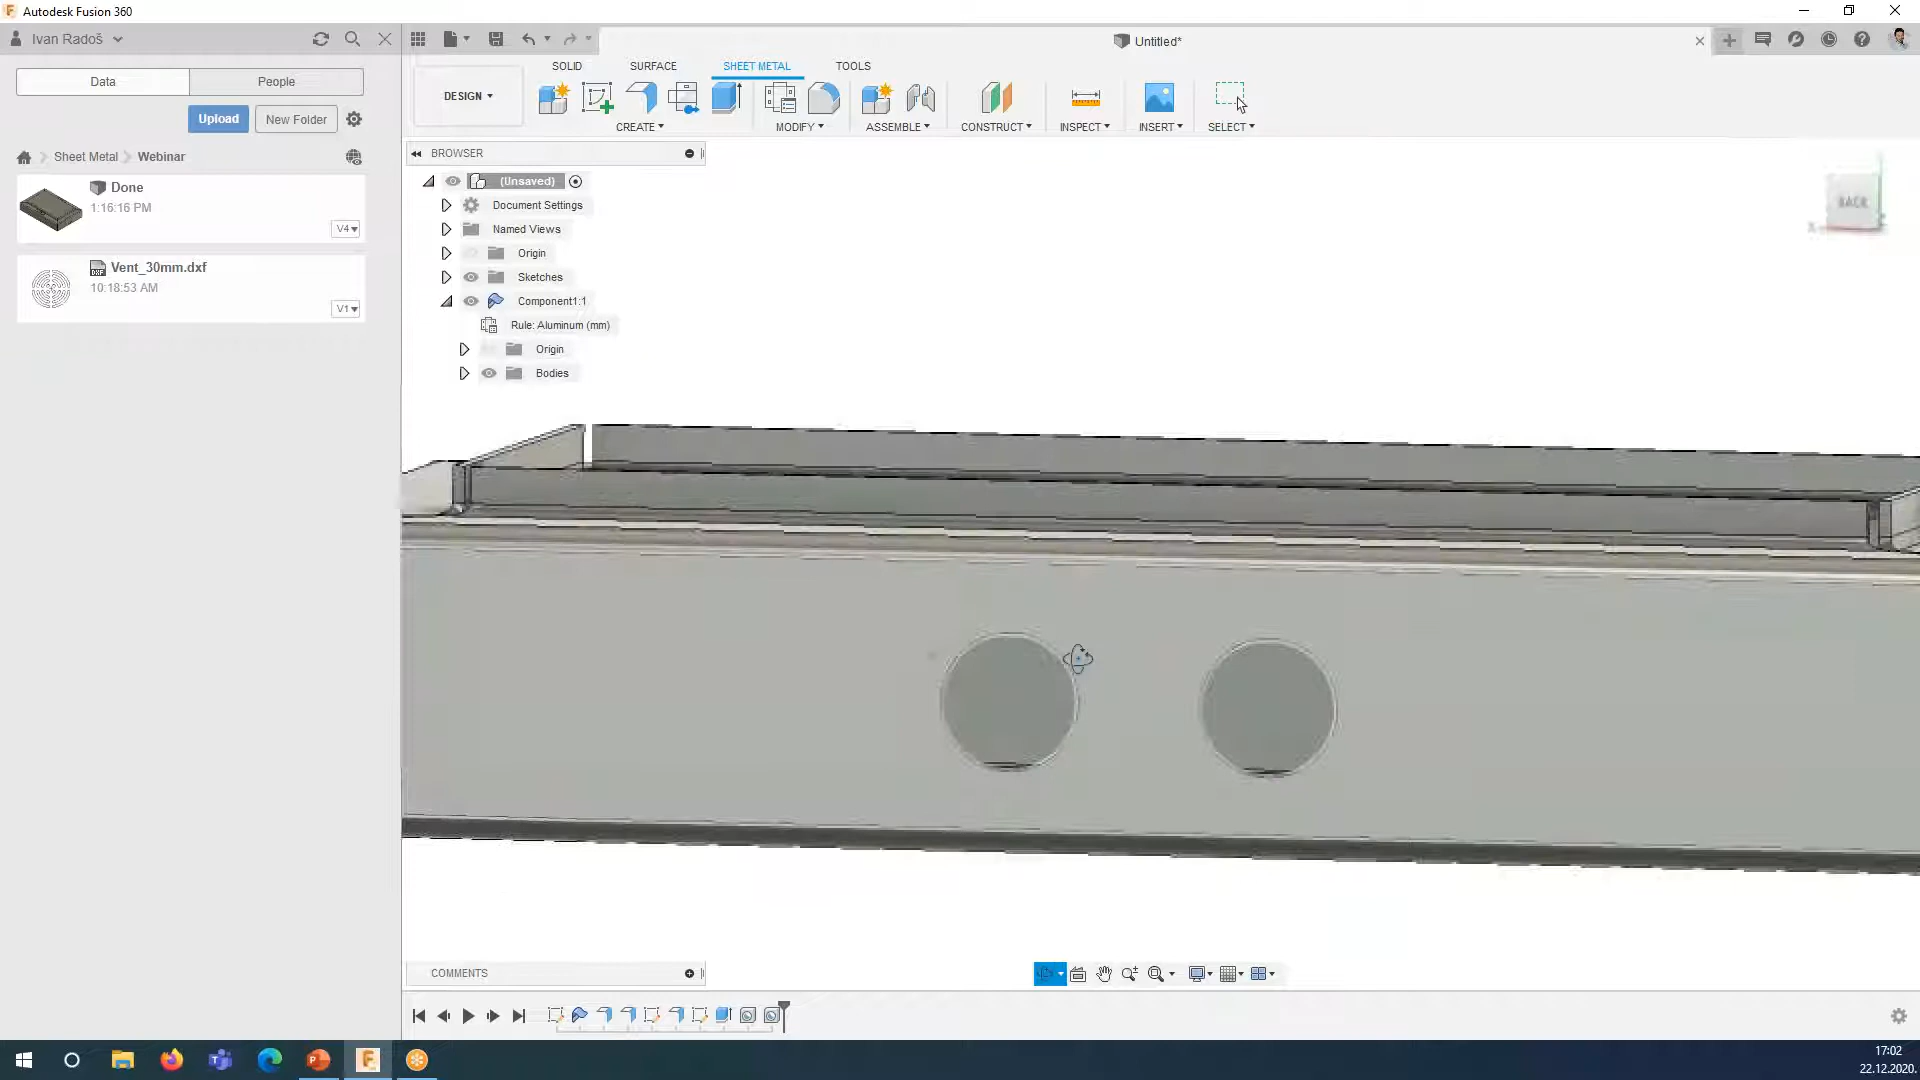 Autodesk Fusion 360
Ivan Radoš
Untitled*
SOLID
SURFACE
SHEET METAL
TOOLS
Data
People
DESIGN
Upload
New Folder
CREATE
MODIFY
ASSEMBLE
CONSTRUCT
INSPECT
INSERT
SELECT
Sheet Metal
Webinar
BROWSER
Done
1:16:16 PM
V4
DXF
Vent_30mm.dxf
10:18:53 AM
V1
(Unsaved)
Document Settings
Named Views
Origin
Sketches
Component1:1
Rule: Aluminum (mm)
Origin
Bodies
BACK
X
COMMENTS
17:02
22.12.2020.